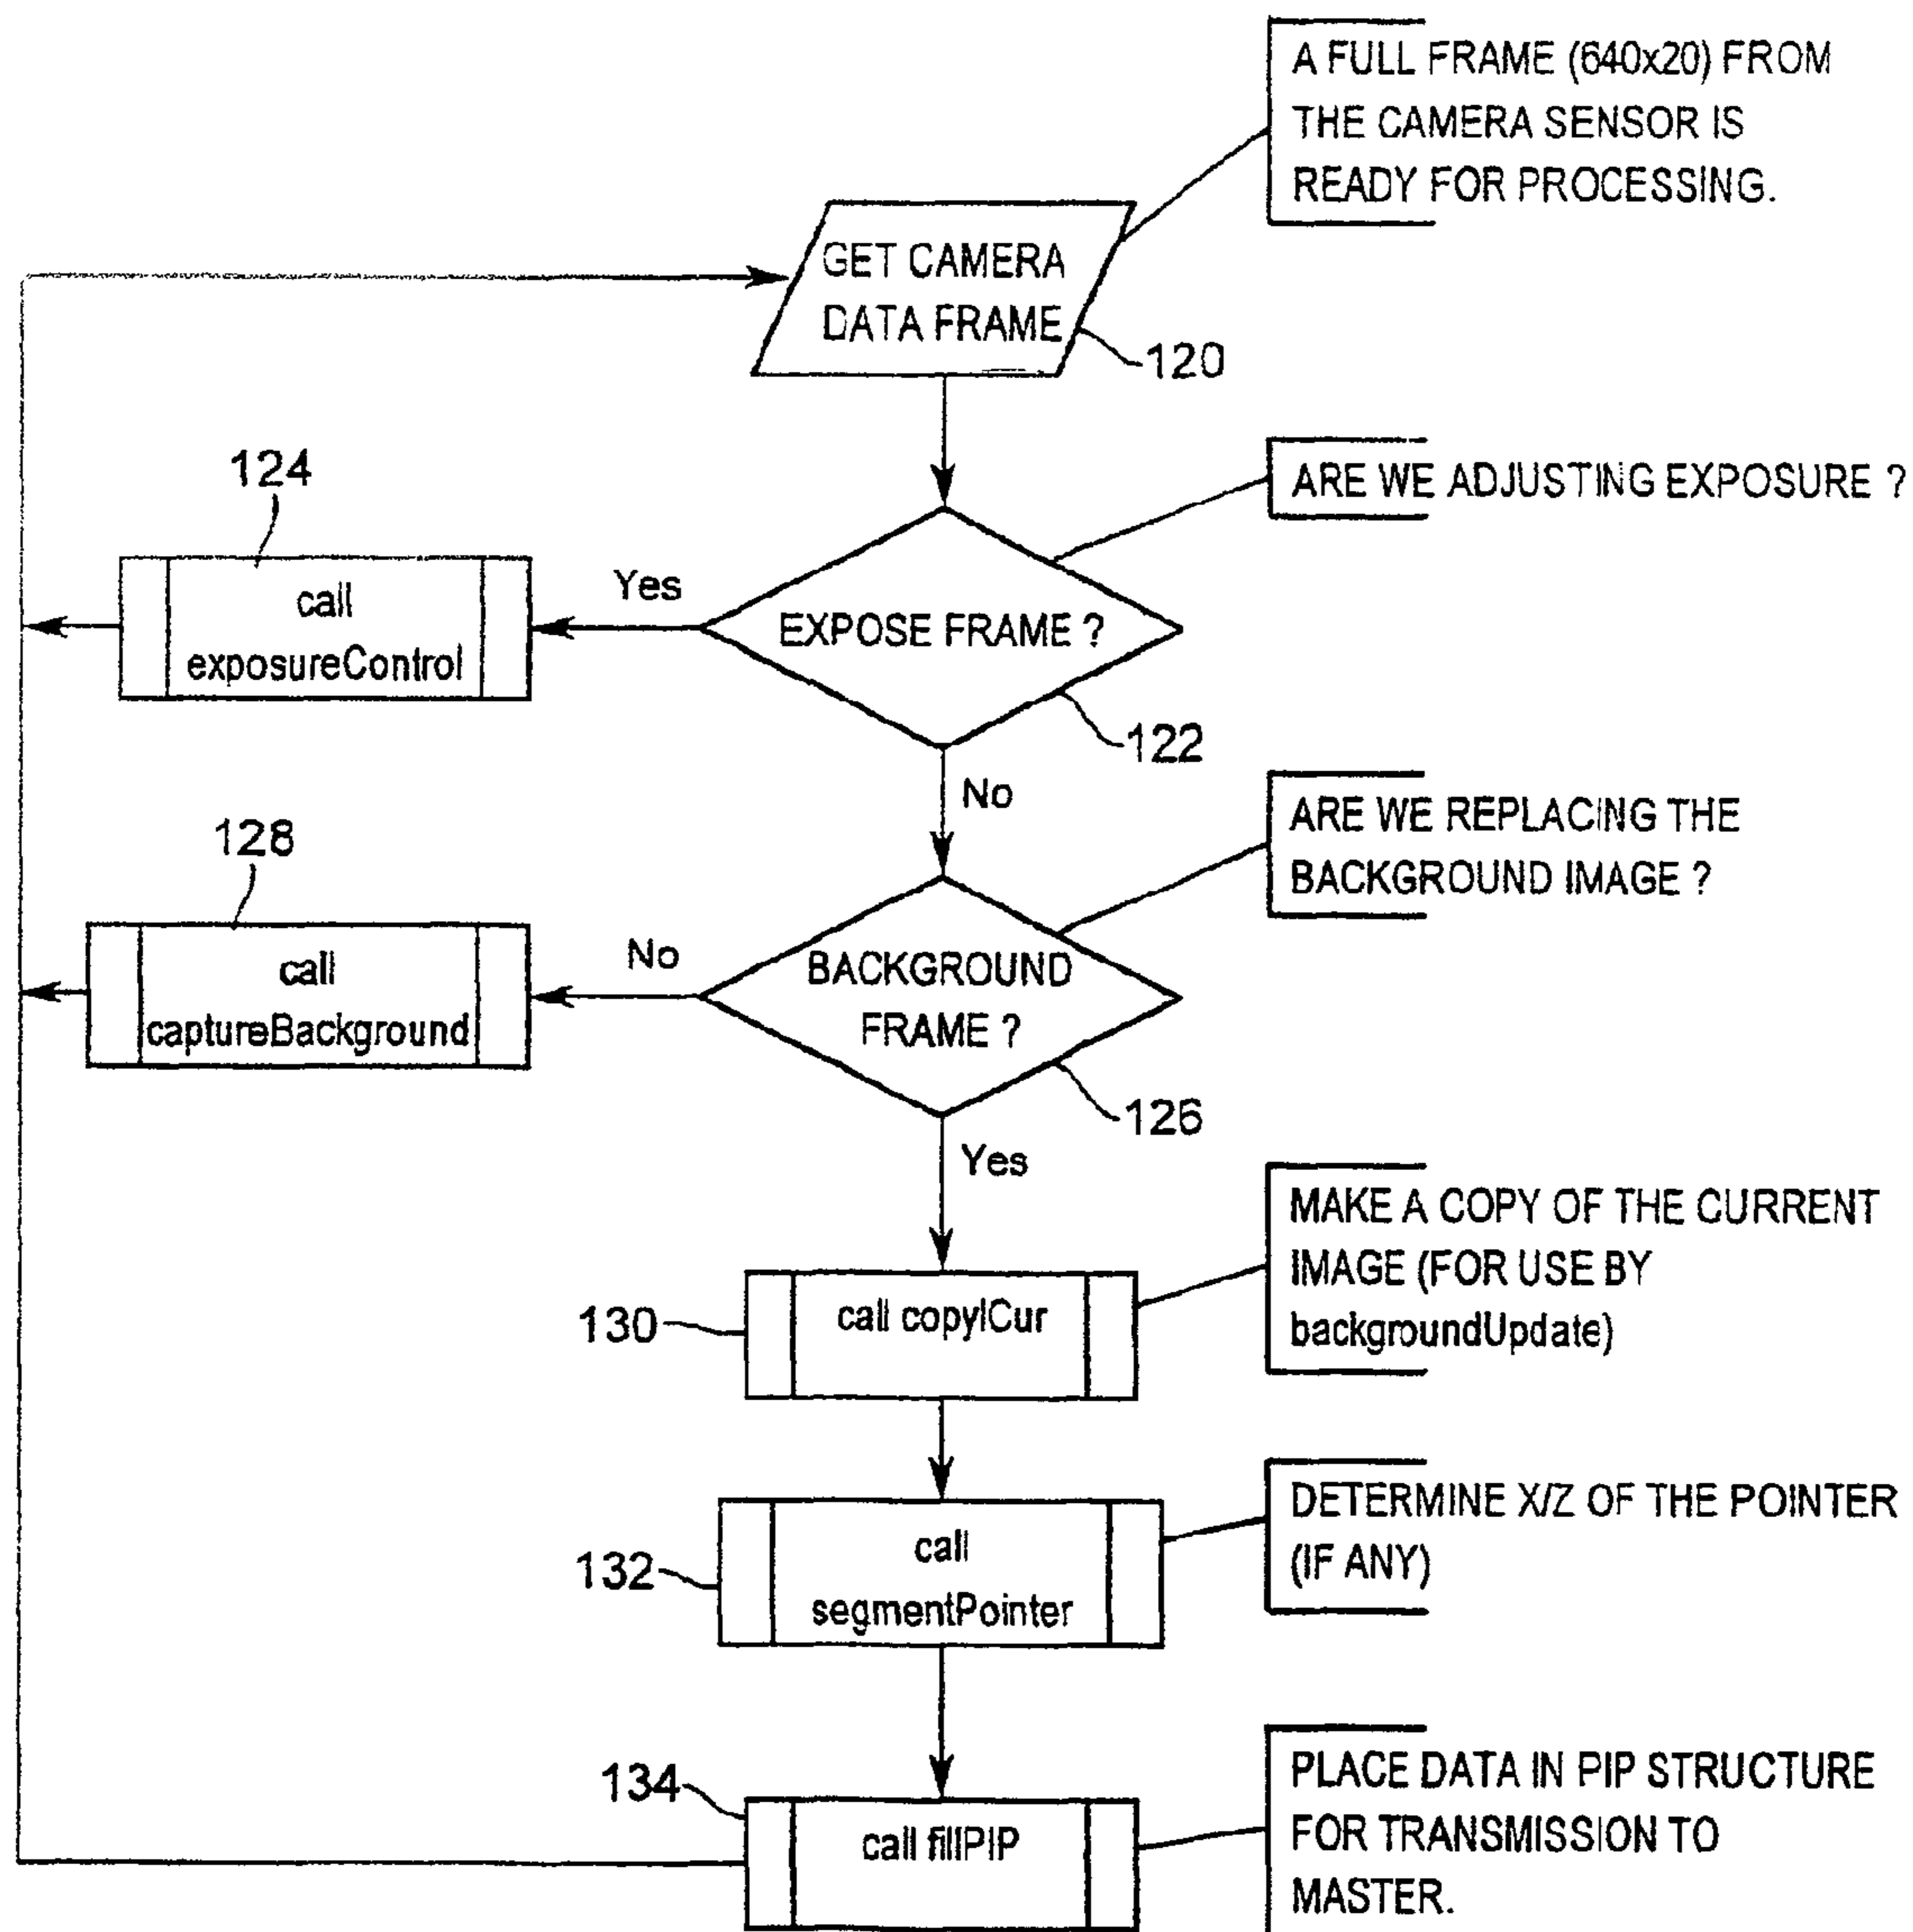 A FULL FRAME (640x20) FROM
THE CAMERA SENSOR IS
READY FOR PROCESSING.
GET CAMERA
DATA FRAME
120
124
ARE WE ADJUSTING EXPOSURE ?
call
exposureControl
Yes
EXPOSE FRAME ?
122
No
ARE WE REPLACING THE
BACKGROUND IMAGE ?
128
call
captureBackground
No
BACKGROUND
FRAME ?
126
Yes
MAKE A COPY OF THE CURRENT
IMAGE (FOR USE BY
backgroundUpdate)
130
call copyICur
DETERMINE X/Z OF THE POINTER
(IF ANY)
132
call
segmentPointer
134
call fillPIP
PLACE DATA IN PIP STRUCTURE
FOR TRANSMISSION TO
MASTER.